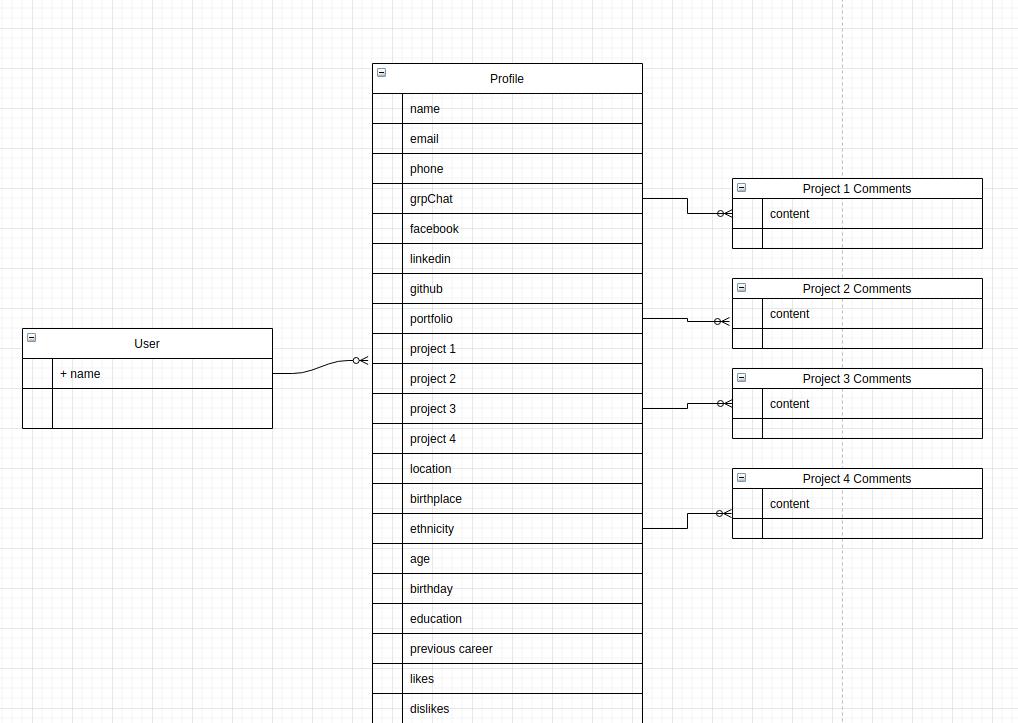 Profile
name
email
phone
grpChat
facebook
linkedin
github
portfolio
project 1
project 2
project 3
project 4
location
birthplace
ethnicity
age
birthday
education
previous career
likes
dislikes
User
+ name
Project 1 Comments
content
Project 2 Comments
content
Project 3 Comments
content
Project 4 Comments
content